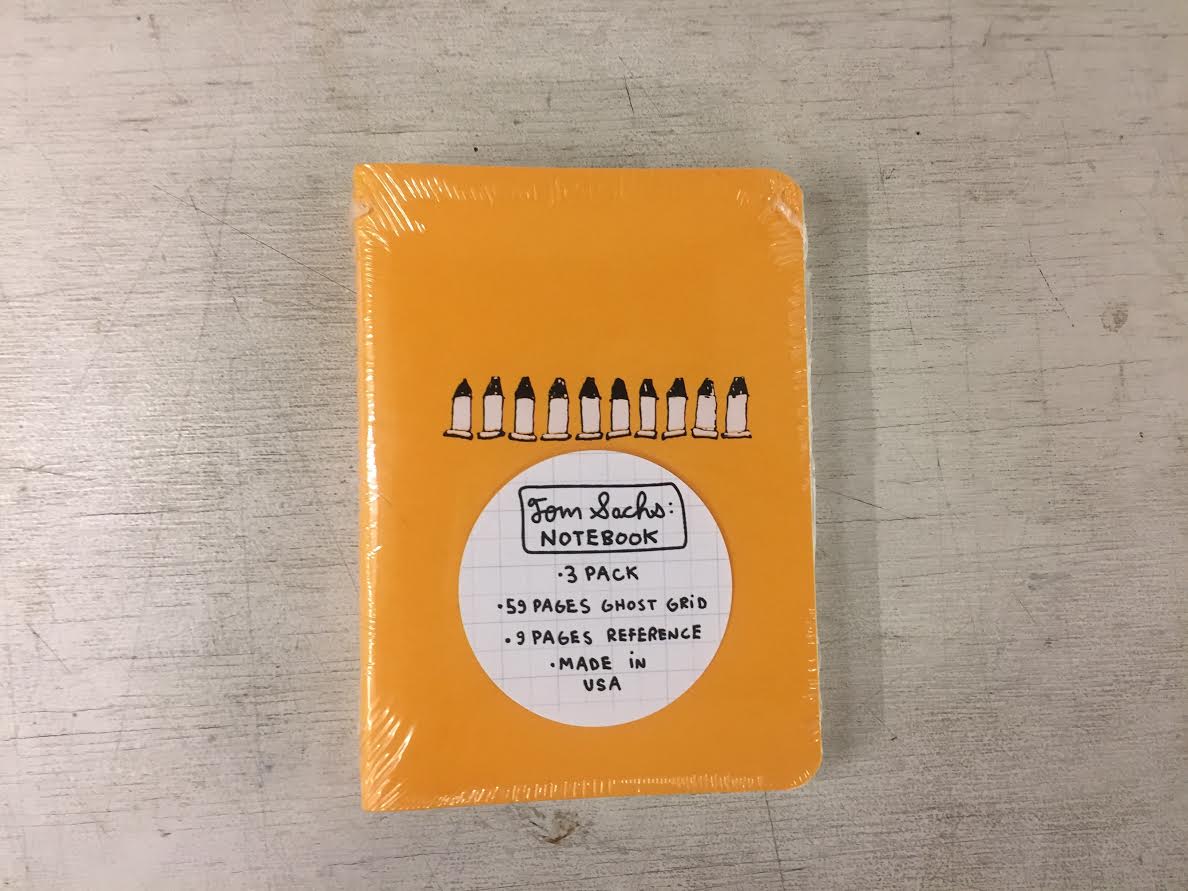 Tom Sachs:
NOTEBOOK
·3 PACK
·59 PAGES GHOST GRiD
·9 PAGES REFERENCE
·MADE iN
USA